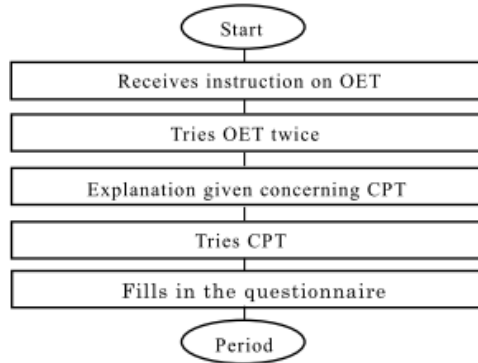 Start
Receives instruction on OET
Tries OET twice
Explanation given concerning CPT
Tries CPT
Fills in the questionnaire
Period